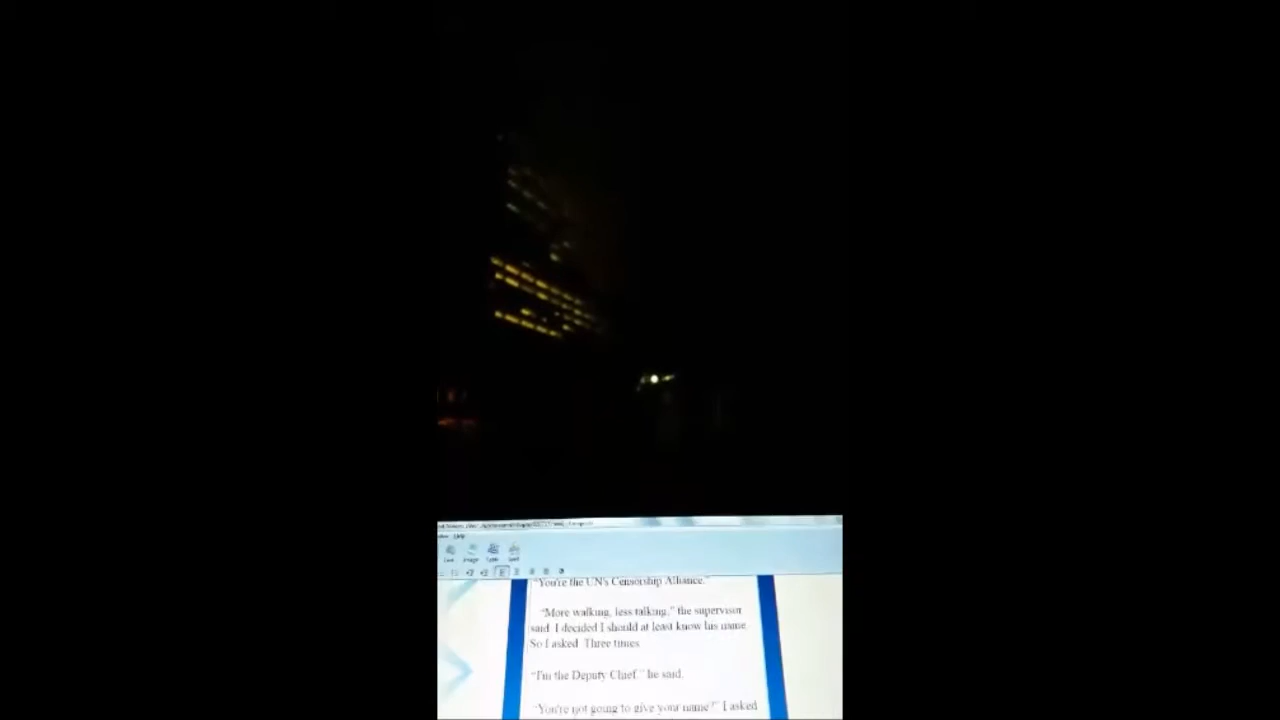 "You're the UN's Censorship Alliance."
"More walking, less talking," the supervisor
said. I decided I should at least know his name.
So I asked. Three times.
"I'm the Deputy Chief." he said.
"You're not going to give your name?" I asked